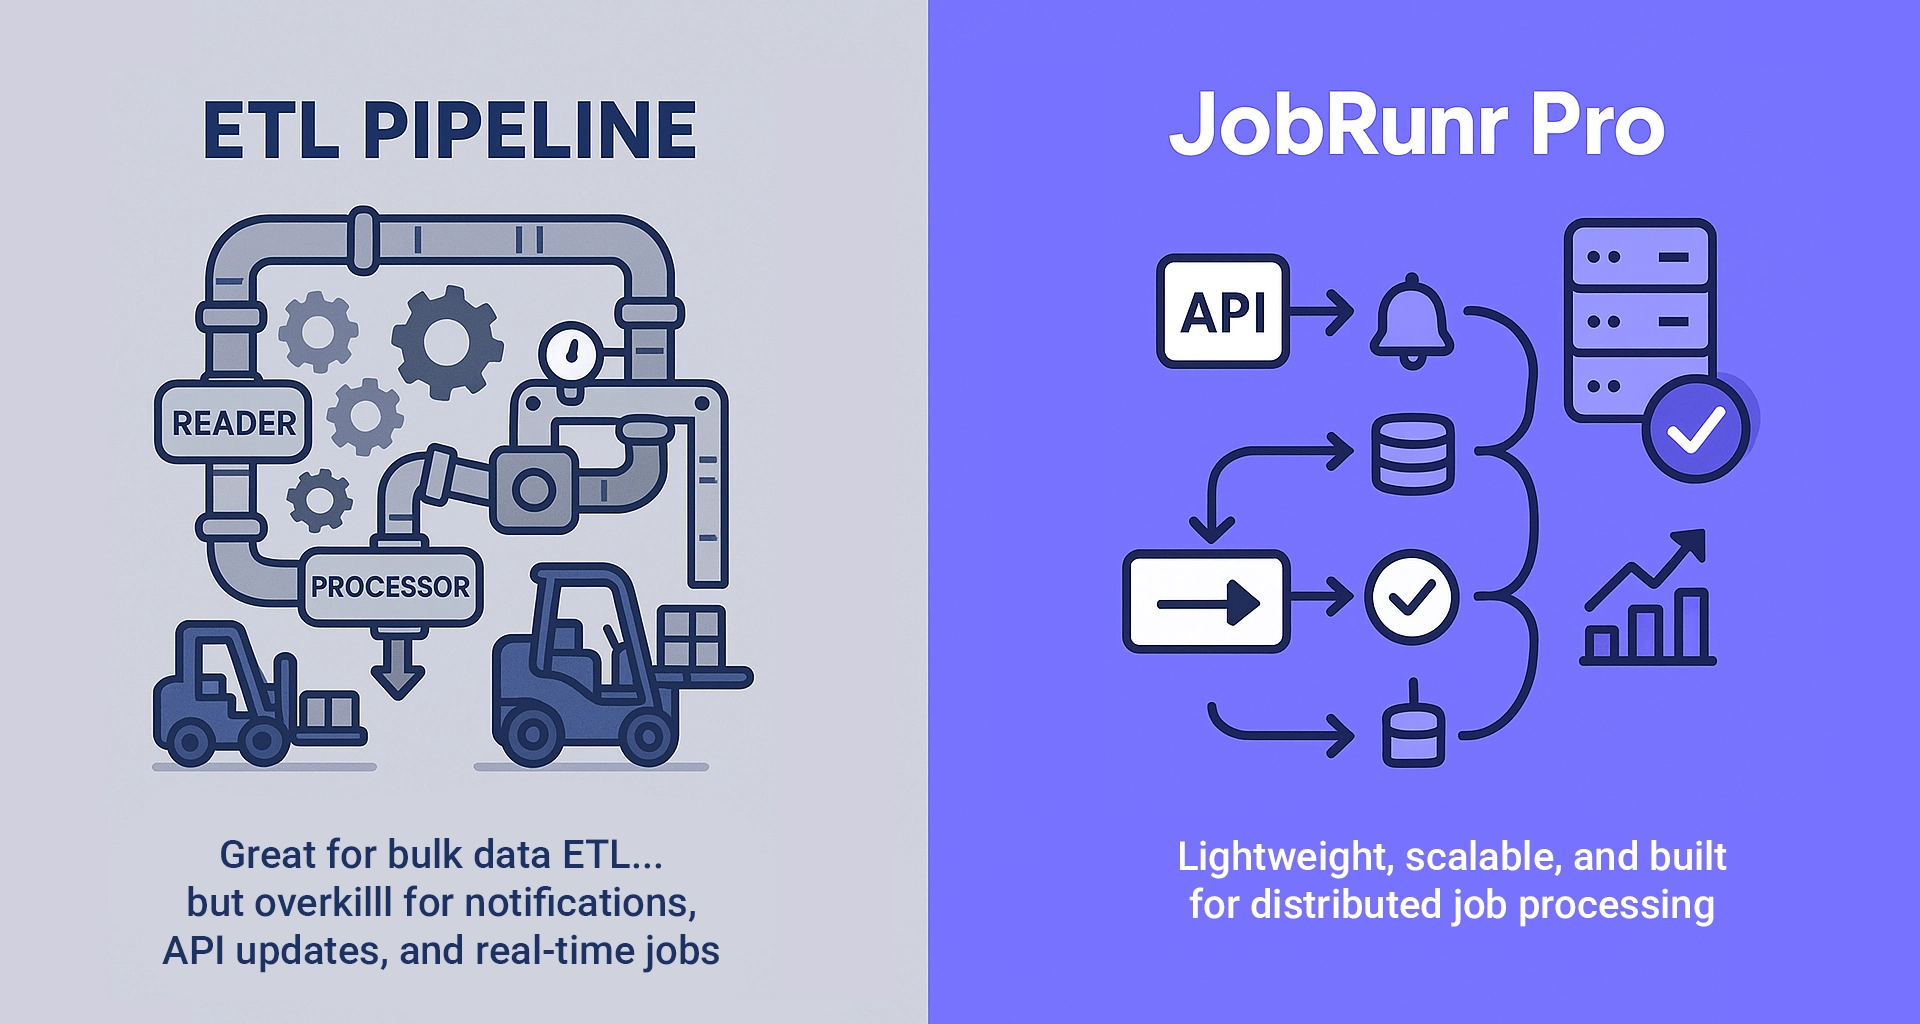 ETL PIPELINE
READER
PROCESSOR
Great for bulk data ETL...
but overkilll for notifications,
API updates, and real-time jobs
JobRunr Pro
API
Lightweight, scalable, and built
for distributed job processing